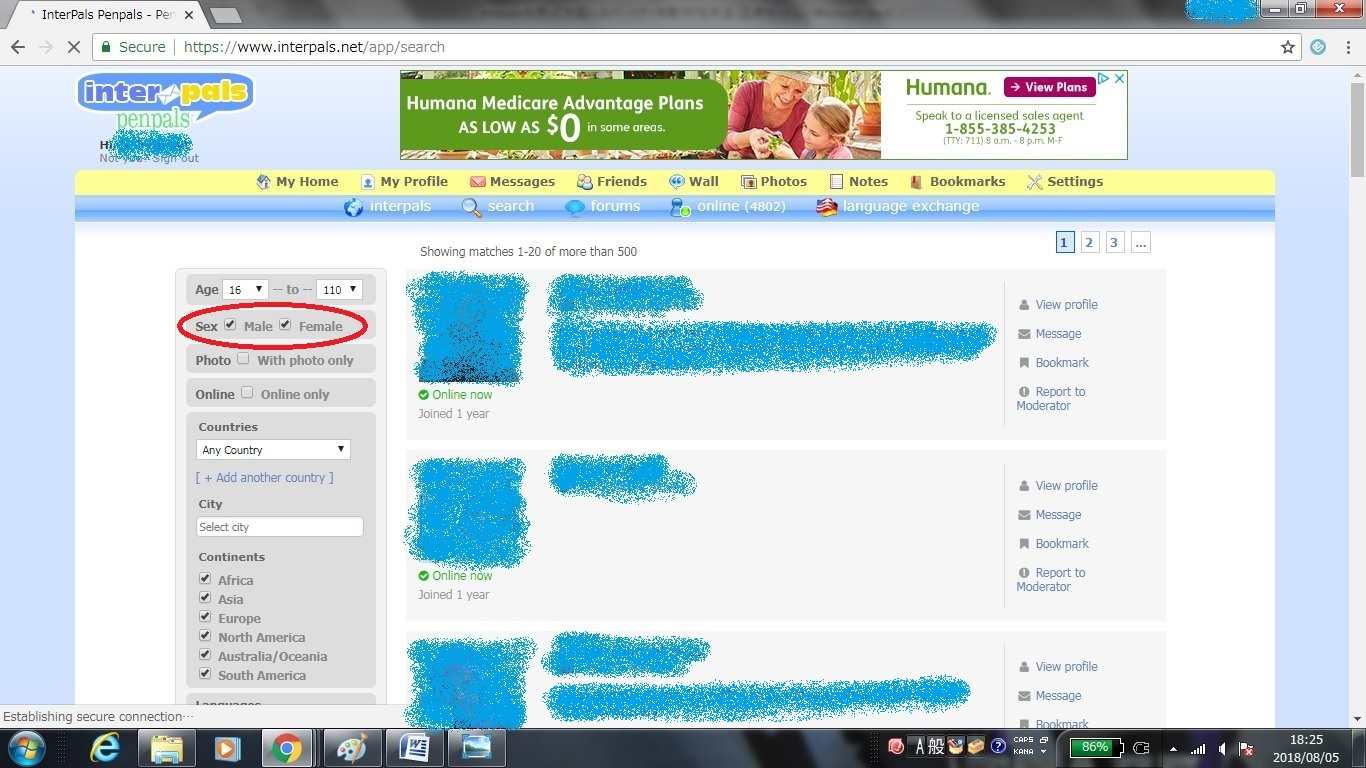 InterPals Penpals - Pen
Secure
https://www.interpals.net/app/search
inter pals
penpals
Humana Medicare Advantage Plans
AS LOW AS $0 in some areas.
Humana.
→ View Plans
Speak to a licensed sales agent
1-855-385-4253
(TTY: 711) 8 a.m. - 8 p.m. M-F
Hi
Sign out
My Home My Profile Messages Friends Wall Photos Notes Bookmarks Settings
interpals search forums online (4802) language exchange
Showing matches 1-20 of more than 500
1 2 3 ...
Age 16 -- to -- 110
Sex Male Female
Photo With photo only
Online Online only
Countries
Any Country
[ + Add another country ]
City
Select city
Continents
Africa
Asia
Europe
North America
Australia/Oceania
South America
Languages
Online now
Joined 1 year
View profile
Message
Bookmark
Report to
Moderator
Online now
Joined 1 year
View profile
Message
Bookmark
Report to
Moderator
View profile
Message
Bookmark
Establishing secure connection…
A 般
CAPS
KANA
86%
18:25
2018/08/05